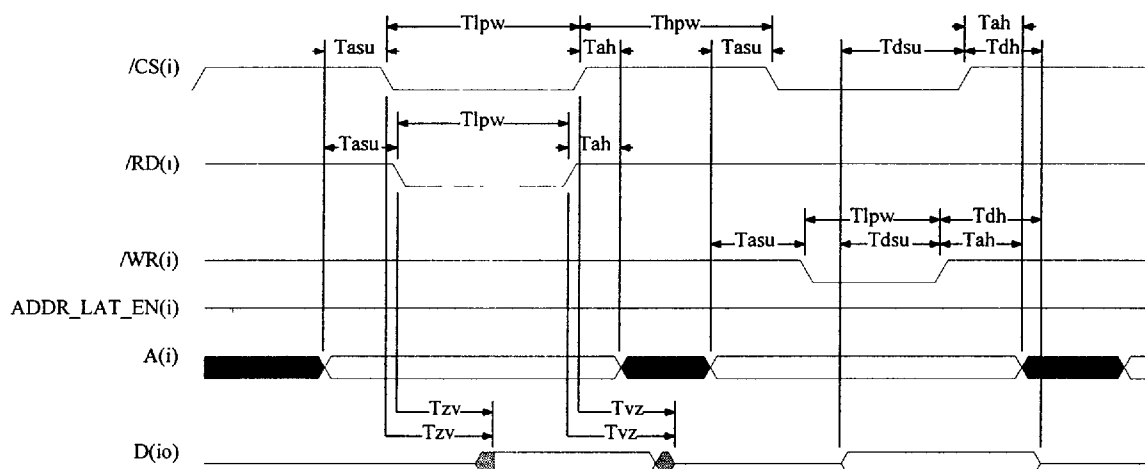 Tlpw Thpw Tah
Tasu Tah Tasu Tdsu Tdh
/CS(i)
Tlpw
Tasu Tah
/RD(i)
Tlpw Tdh
Tasu Tdsu Tah
/WR(i)
ADDR_LAT_EN(i)
A(i)
Tzv Tvz
Tzv Tvz
D(io)